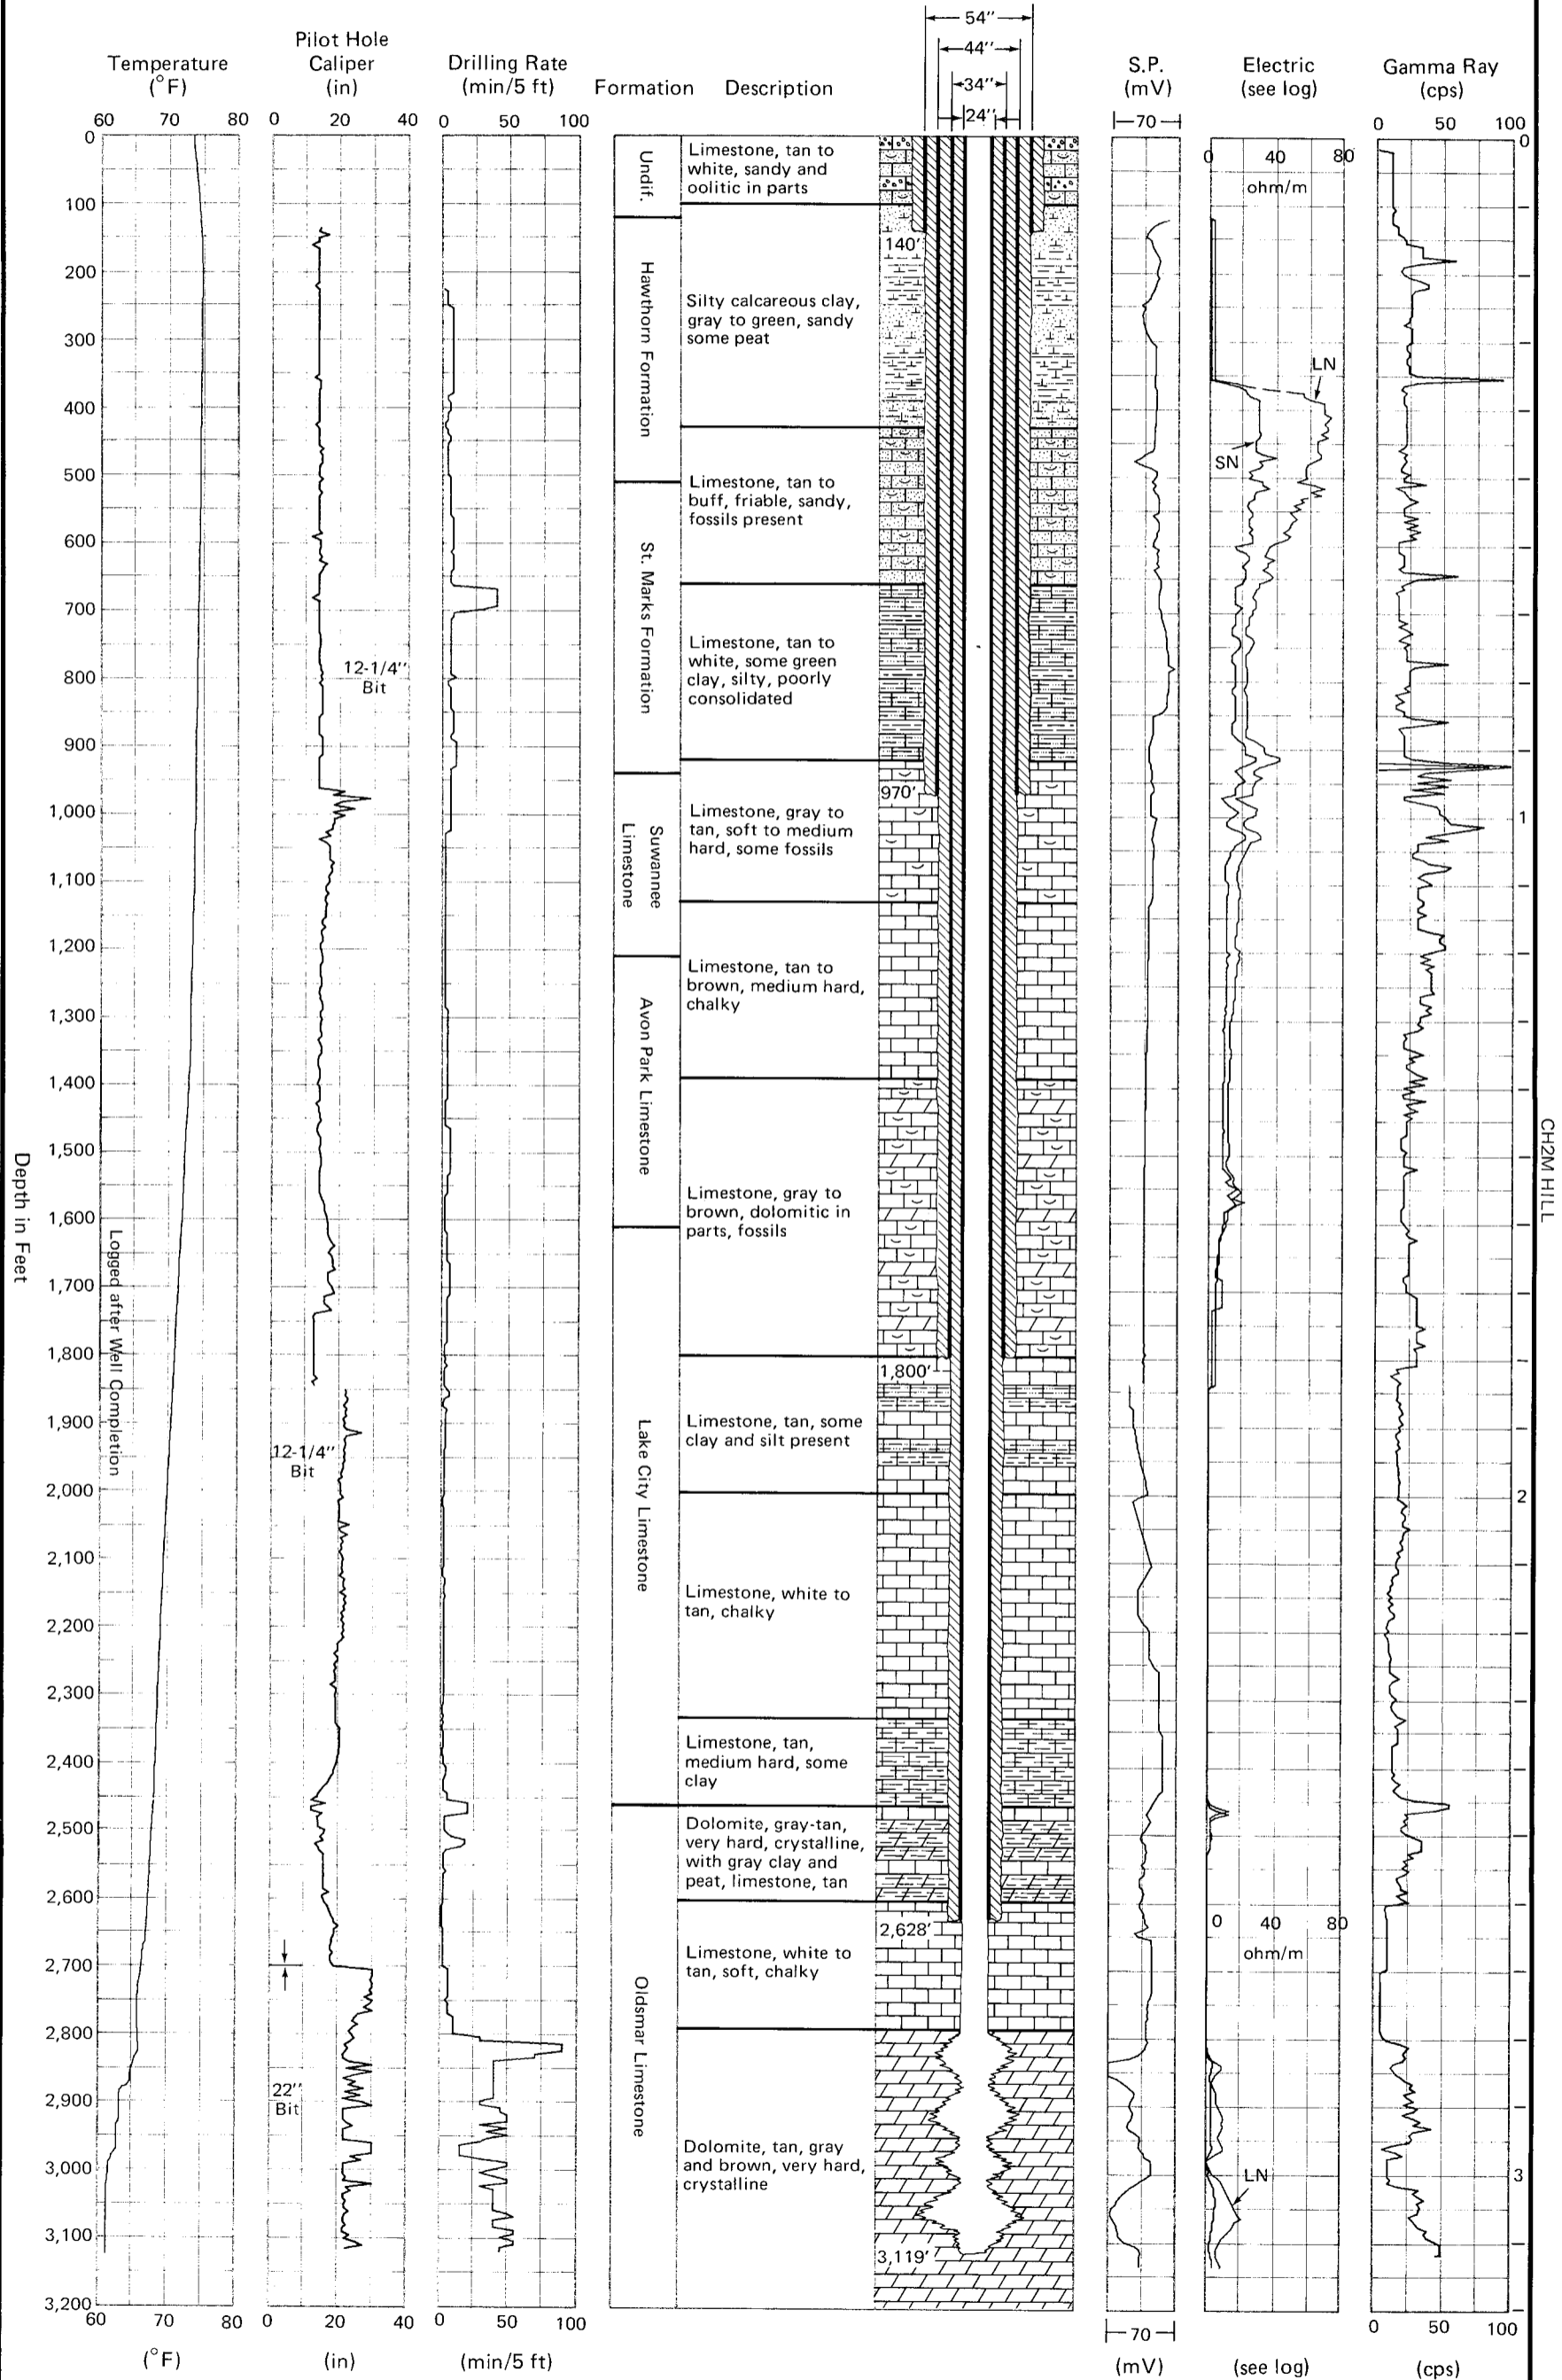 54''
44''
34''
24''
Temperature
(°F)
Pilot Hole
Caliper
(in)
Drilling Rate
(min/5 ft)
Formation
Description
S.P.
(mV)
Electric
(see log)
Gamma Ray
(cps)
60 70 80
0 20 40
0 50 100
70
0 40 80
ohm/m
0 50 100
0
100
200
300
400
500
600
700
800
900
1,000
1,100
1,200
1,300
1,400
1,500
1,600
1,700
1,800
1,900
2,000
2,100
2,200
2,300
2,400
2,500
2,600
2,700
2,800
2,900
3,000
3,100
3,200
Depth in Feet
Logged after Well Completion
12-1/4''
Bit
12-1/4''
Bit
22''
Bit
Undif.
Hawthorn Formation
St. Marks Formation
Suwannee
Limestone
Avon Park Limestone
Lake City Limestone
Oldsmar Limestone
Limestone, tan to
white, sandy and
oolitic in parts
Silty calcareous clay,
gray to green, sandy
some peat
Limestone, tan to
buff, friable, sandy,
fossils present
Limestone, tan to
white, some green
clay, silty, poorly
consolidated
Limestone, gray to
tan, soft to medium
hard, some fossils
Limestone, tan to
brown, medium hard,
chalky
Limestone, gray to
brown, dolomitic in
parts, fossils
Limestone, tan, some
clay and silt present
Limestone, white to
tan, chalky
Limestone, tan,
medium hard, some
clay
Dolomite, gray-tan,
very hard, crystalline,
with gray clay and
peat, limestone, tan
Limestone, white to
tan, soft, chalky
Dolomite, tan, gray
and brown, very hard,
crystalline
140'
970'
1,800'
2,628'
3,119'
LN
SN
0 40 80
ohm/m
LN
0
1
2
3
CH2M HILL
60 70 80
0 20 40
0 50 100
70
0 50 100
(°F)
(in)
(min/5 ft)
(mV)
(see log)
(cps)